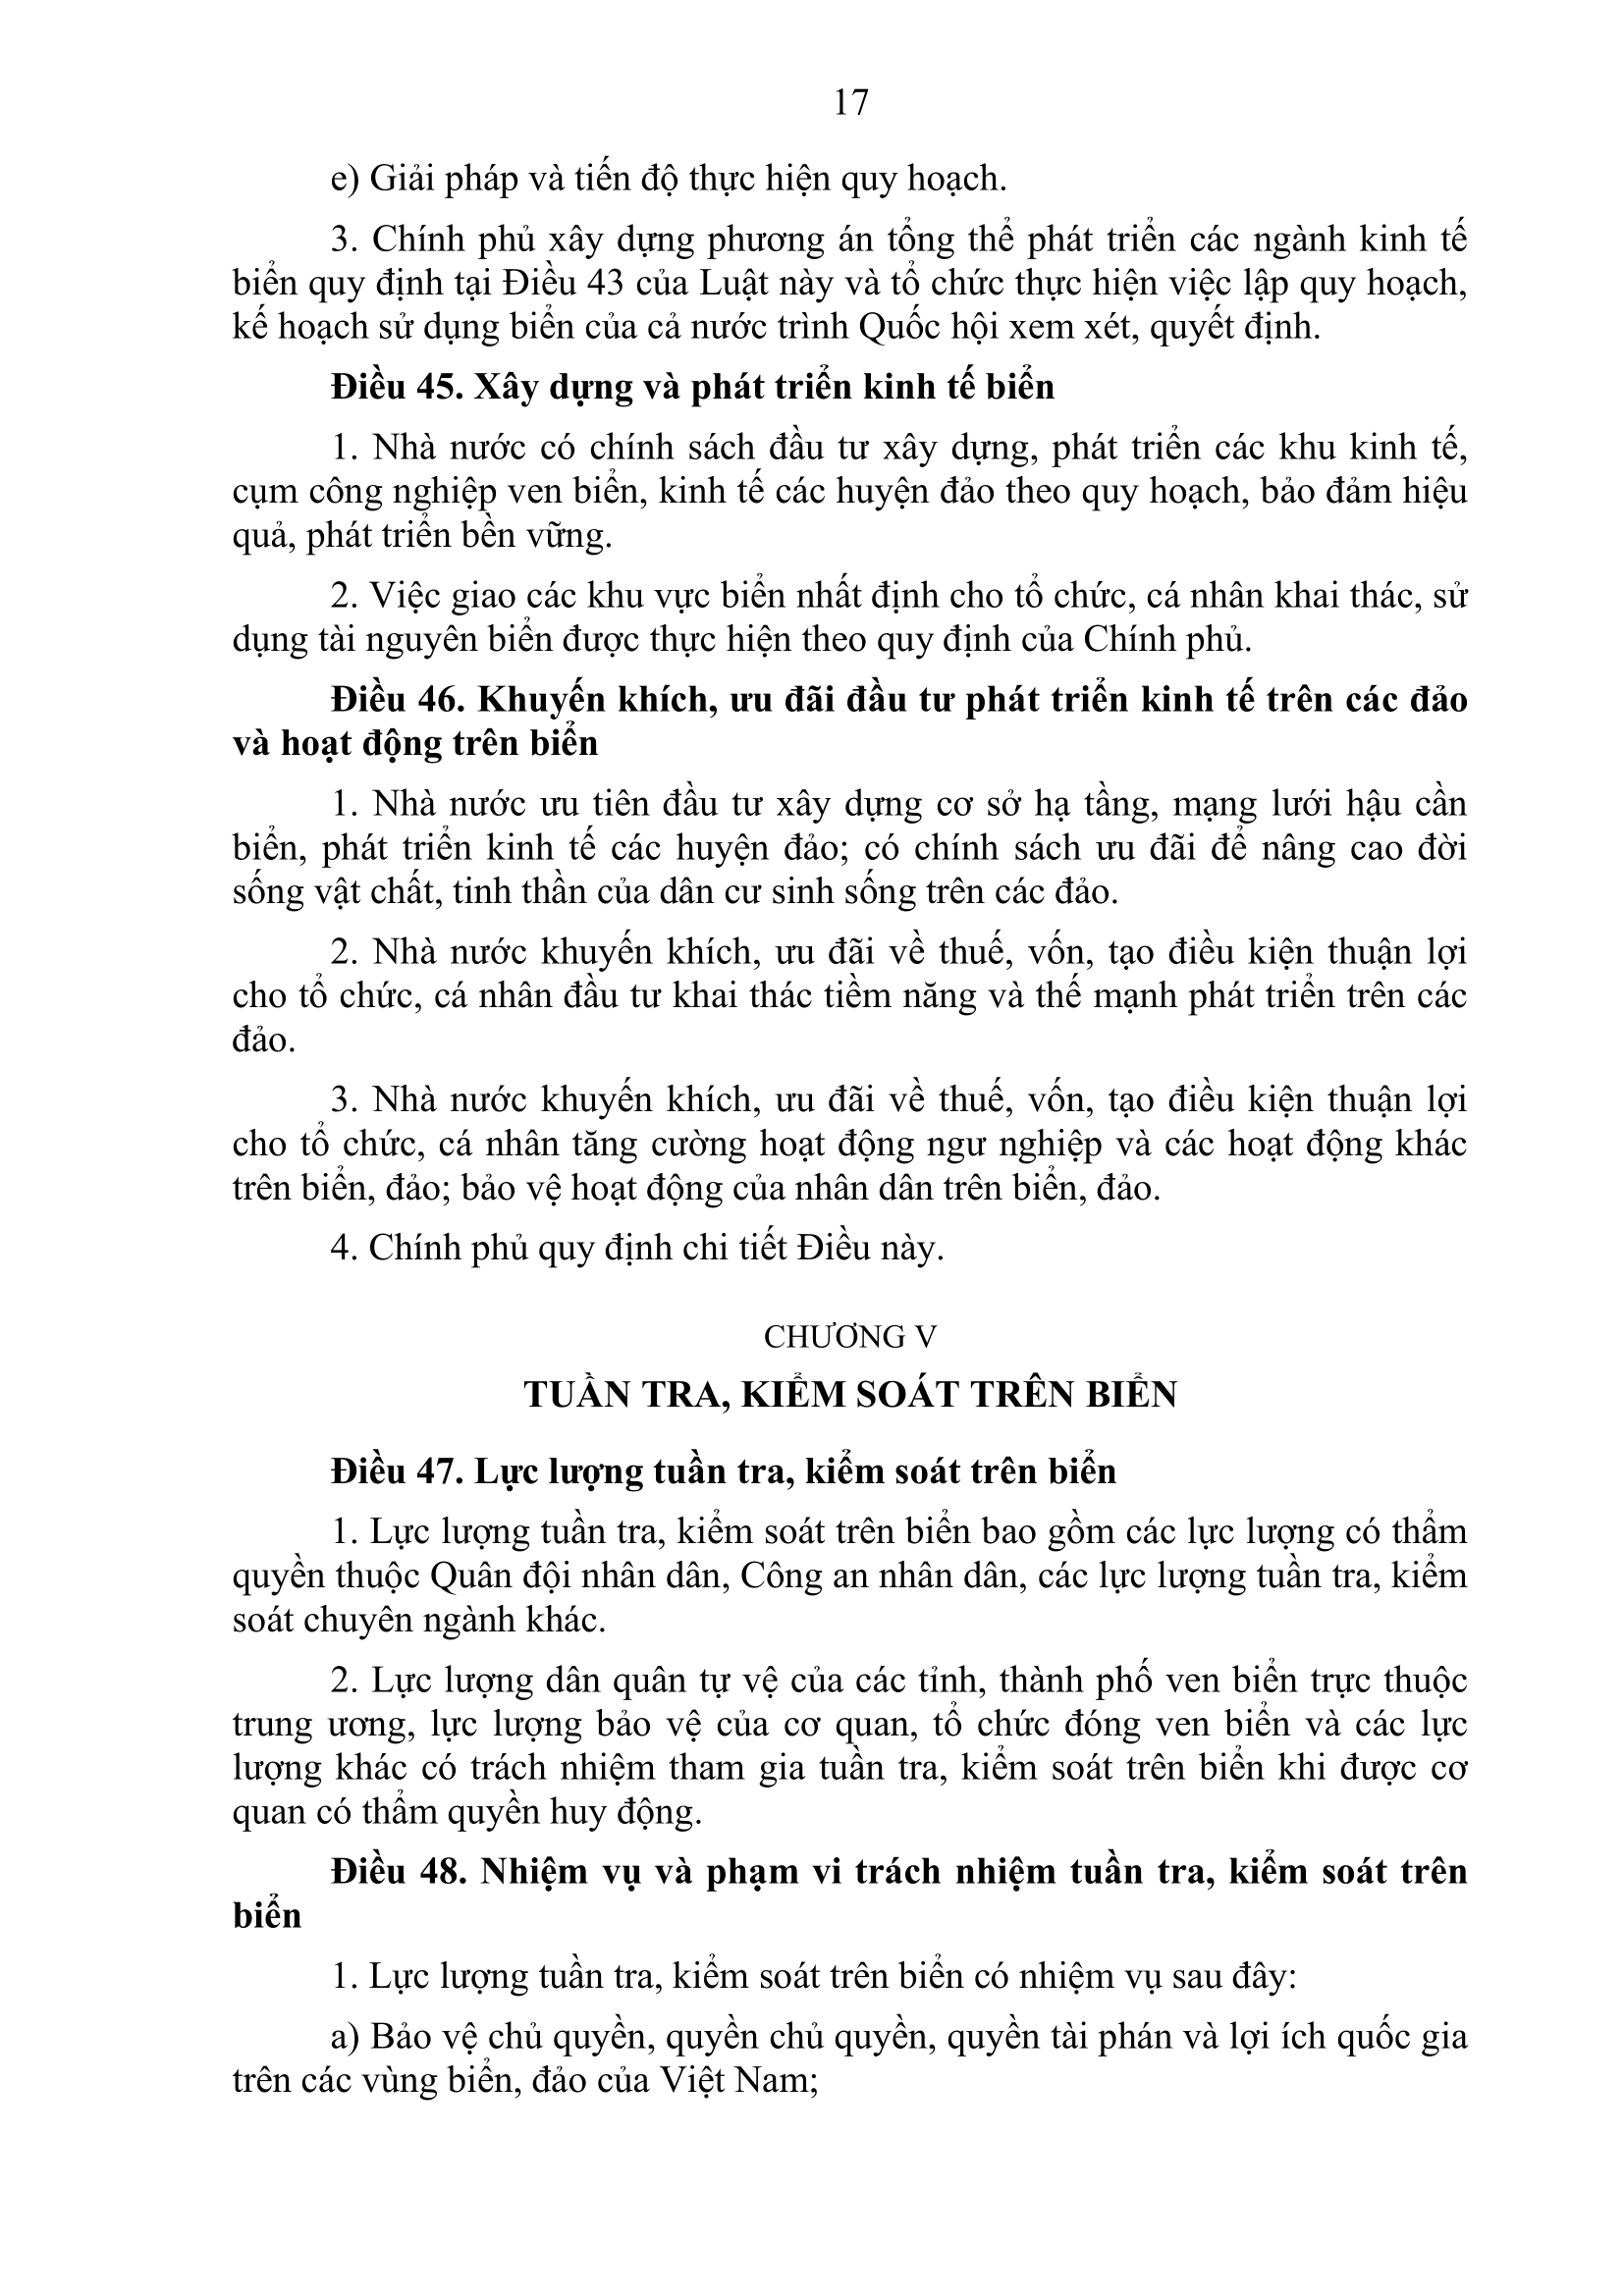 17
e) Giải pháp và tiến độ thực hiện quy hoạch.
3. Chính phủ xây dựng phương án tổng thể phát triển các ngành kinh tế
biển quy định tại Điều 43 của Luật này và tổ chức thực hiện việc lập quy hoạch,
kế hoạch sử dụng biển của cả nước trình Quốc hội xem xét, quyết định.
Điều 45. Xây dựng và phát triển kinh tế biển
1. Nhà nước có chính sách đầu tư xây dựng, phát triển các khu kinh tế,
cụm công nghiệp ven biển, kinh tế các huyện đảo theo quy hoạch, bảo đảm hiệu
quả, phát triển bền vững.
2. Việc giao các khu vực biển nhất định cho tổ chức, cá nhân khai thác, sử
dụng tài nguyên biển được thực hiện theo quy định của Chính phủ.
Điều 46. Khuyến khích, ưu đãi đầu tư phát triển kinh tế trên các đảo
và hoạt động trên biển
1. Nhà nước ưu tiên đầu tư xây dựng cơ sở hạ tầng, mạng lưới hậu cần
biển, phát triển kinh tế các huyện đảo; có chính sách ưu đãi để nâng cao đời
sống vật chất, tinh thần của dân cư sinh sống trên các đảo.
2. Nhà nước khuyến khích, ưu đãi về thuế, vốn, tạo điều kiện thuận lợi
cho tổ chức, cá nhân đầu tư khai thác tiềm năng và thế mạnh phát triển trên các
đảo.
3. Nhà nước khuyến khích, ưu đãi về thuế, vốn, tạo điều kiện thuận lợi
cho tổ chức, cá nhân tăng cường hoạt động ngư nghiệp và các hoạt động khác
trên biển, đảo; bảo vệ hoạt động của nhân dân trên biển, đảo.
4. Chính phủ quy định chi tiết Điều này.
CHƯƠNG V
TUẦN TRA, KIỂM SOÁT TRÊN BIỂN
Điều 47. Lực lượng tuần tra, kiểm soát trên biển
1. Lực lượng tuần tra, kiểm soát trên biển bao gồm các lực lượng có thẩm
quyền thuộc Quân đội nhân dân, Công an nhân dân, các lực lượng tuần tra, kiểm
soát chuyên ngành khác.
2. Lực lượng dân quân tự vệ của các tỉnh, thành phố ven biển trực thuộc
trung ương, lực lượng bảo vệ của cơ quan, tổ chức đóng ven biển và các lực
lượng khác có trách nhiệm tham gia tuần tra, kiểm soát trên biển khi được cơ
quan có thẩm quyền huy động.
Điều 48. Nhiệm vụ và phạm vi trách nhiệm tuần tra, kiểm soát trên
biển
1. Lực lượng tuần tra, kiểm soát trên biển có nhiệm vụ sau đây:
a) Bảo vệ chủ quyền, quyền chủ quyền, quyền tài phán và lợi ích quốc gia
trên các vùng biển, đảo của Việt Nam;